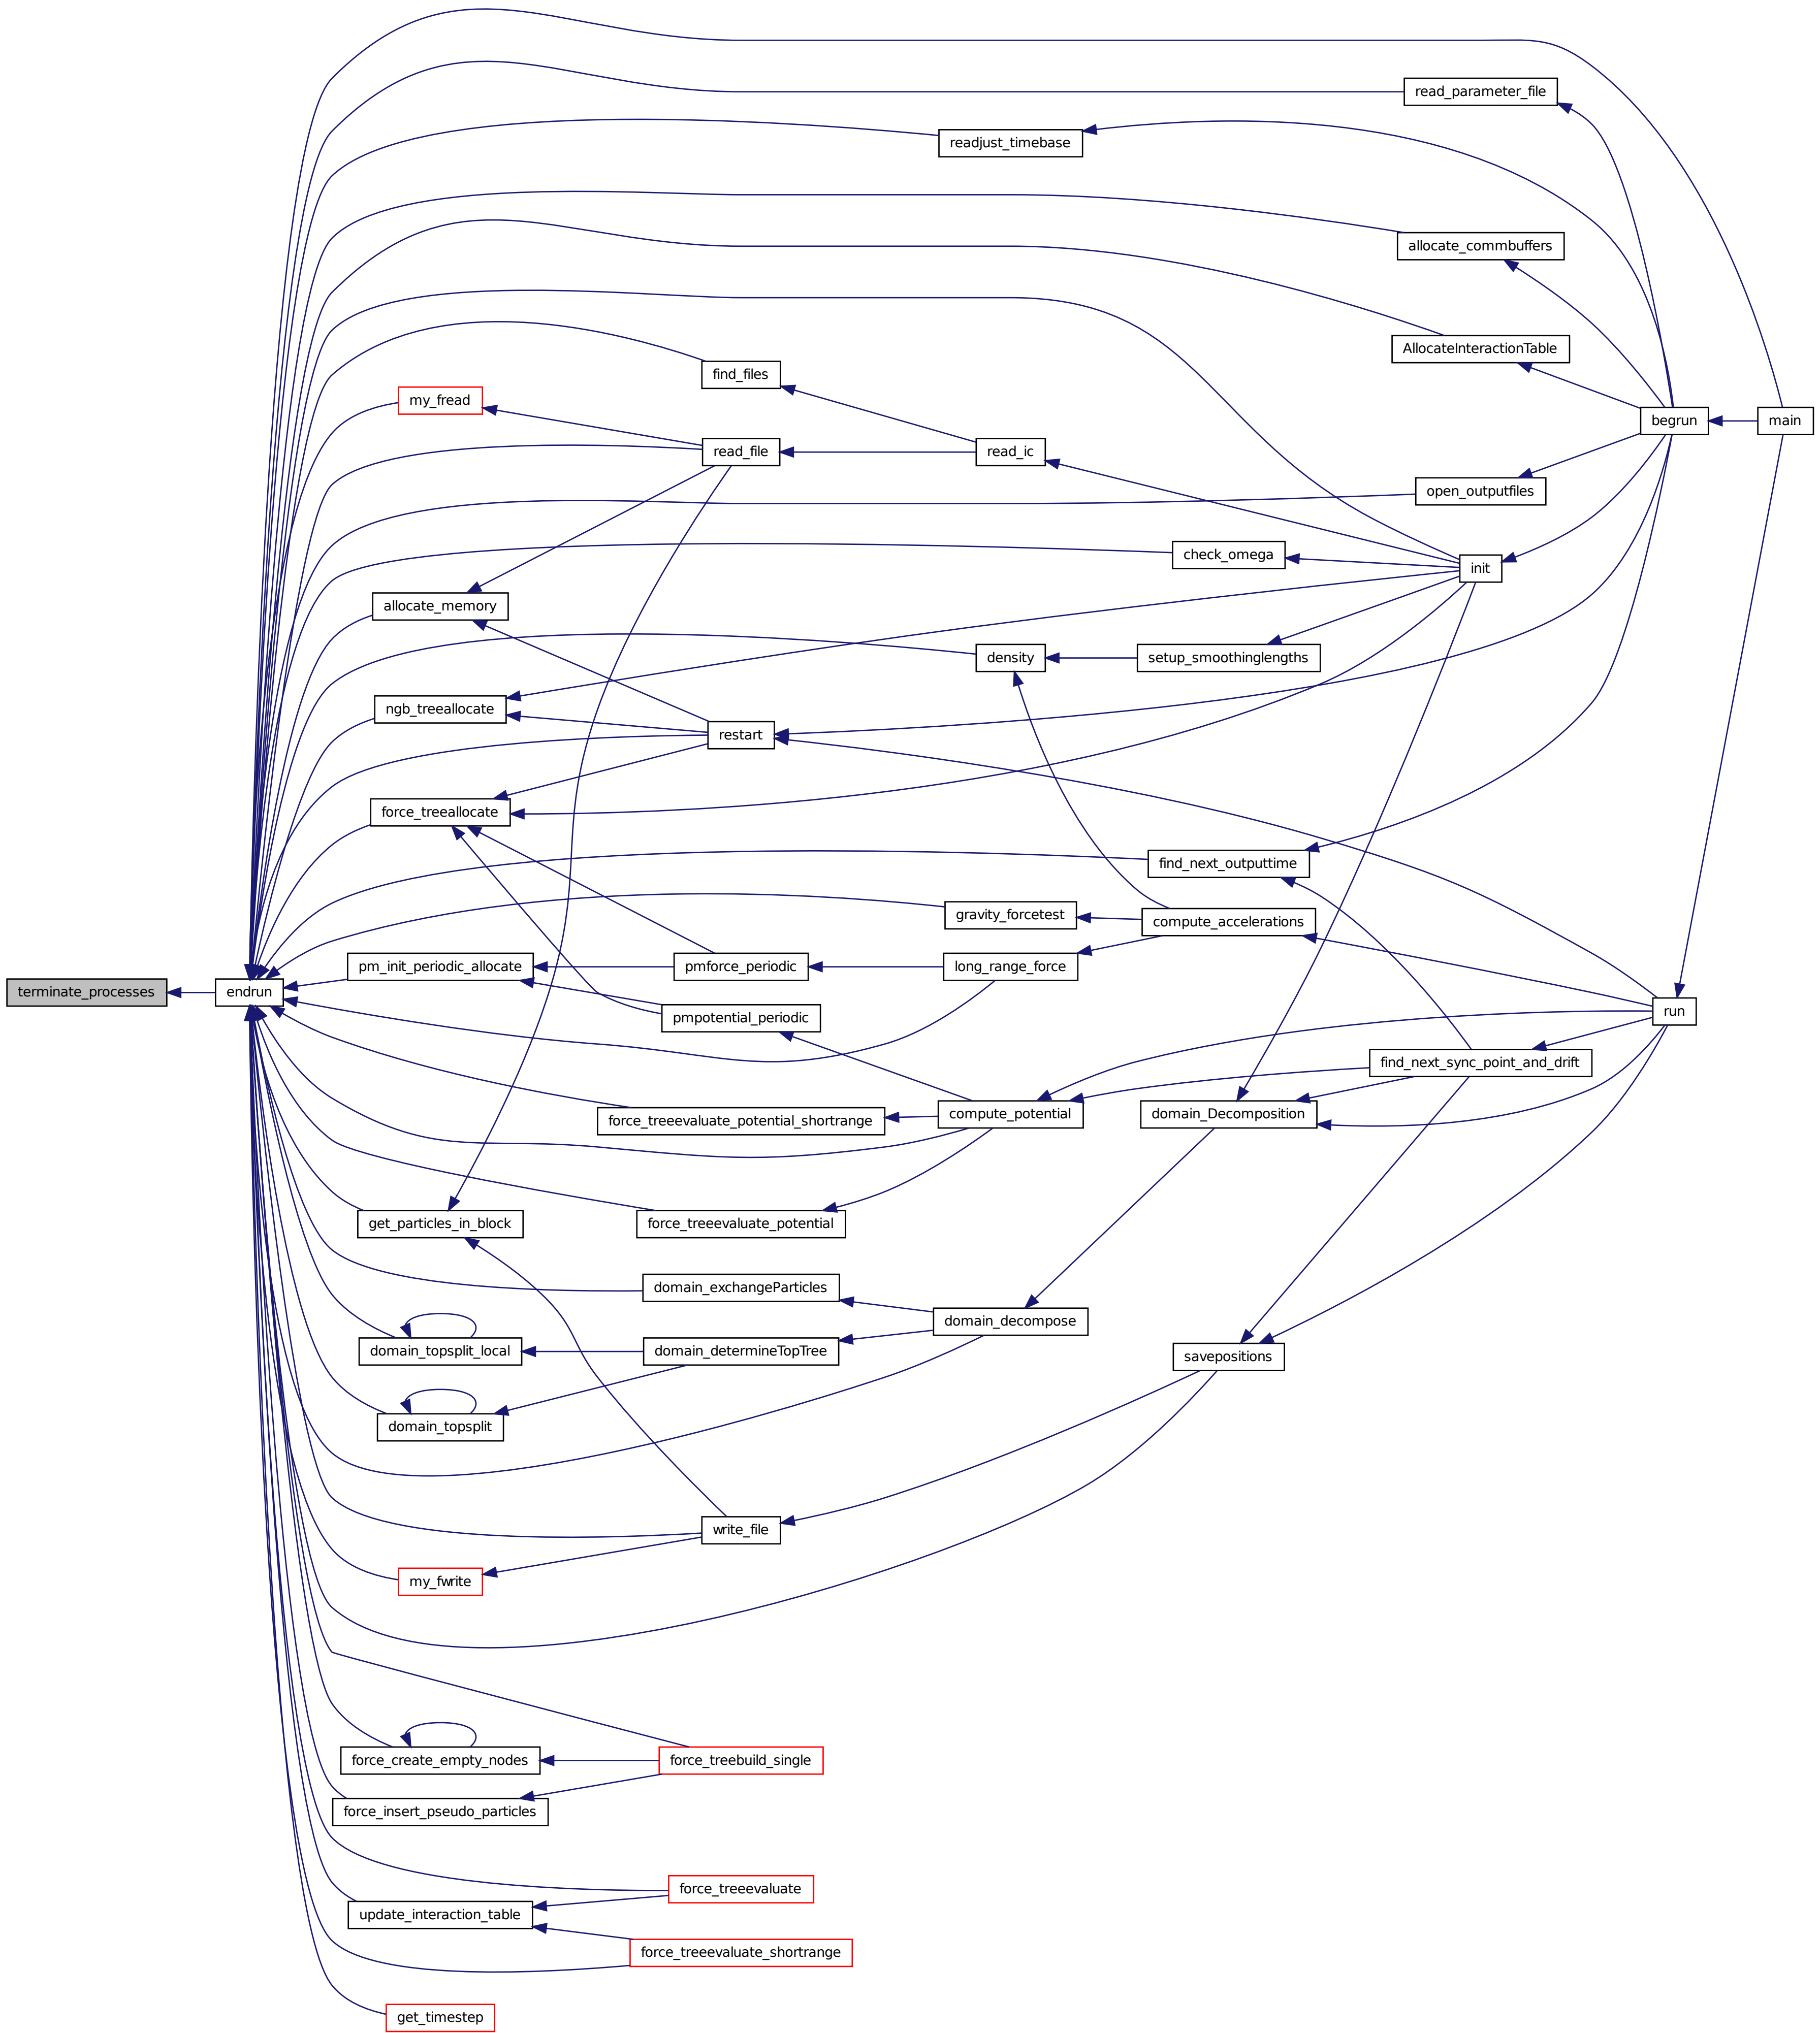 read_parameter_file
readjust_timebase
allocate_commbuffers
AllocateInteractionTable
find_files
my_fread
begrun
main
read_file
read_ic
open_outputfiles
check_omega
init
allocate_memory
density
setup_smoothinglengths
ngb_treeallocate
restart
force_treeallocate
find_next_outputtime
gravity_forcetest
compute_accelerations
pm_init_periodic_allocate
pmforce_periodic
long_range_force
terminate_processes
endrun
run
pmpotential_periodic
find_next_sync_point_and_drift
force_treeevaluate_potential_shortrange
compute_potential
domain_Decomposition
get_particles_in_block
force_treeevaluate_potential
domain_exchangeParticles
domain_decompose
domain_topsplit_local
domain_determineTopTree
savepositions
domain_topsplit
write_file
my_fwrite
force_create_empty_nodes
force_treebuild_single
force_insert_pseudo_particles
force_treeevaluate
update_interaction_table
force_treeevaluate_shortrange
get_timestep